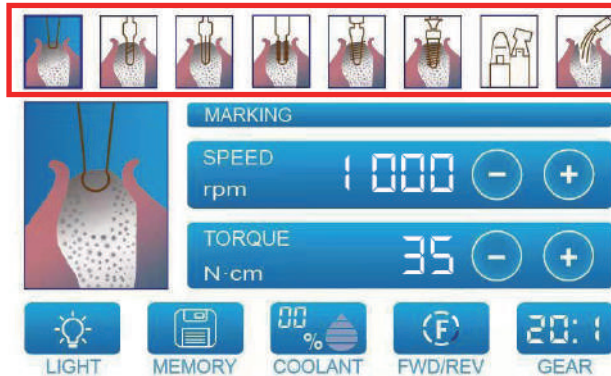 MARKING
SPEED
rpm
1000
- +
TORQUE
N·cm
35
- +
00 %
F
20:1
LIGHT MEMORY COOLANT FWD/REV GEAR